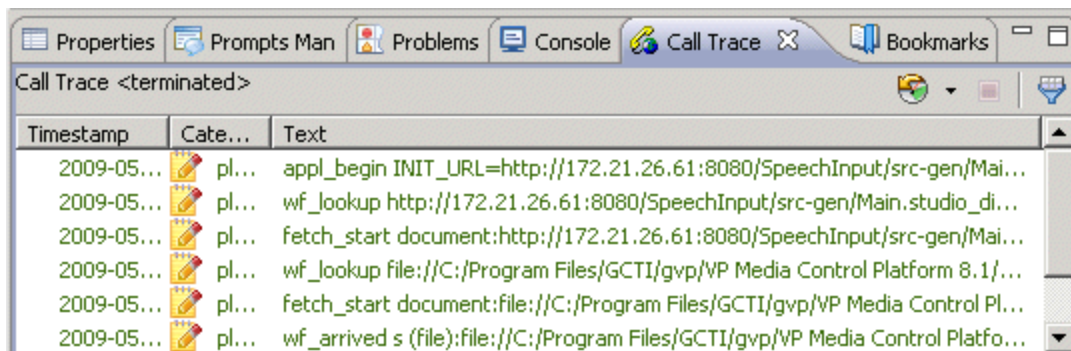 Properties Prompts Man Problems Console Call Trace Bookmarks
Call Trace <terminated>
Timestamp Cate... Text
2009-05... pl... appl_begin INIT_URL=http://172.21.26.61:8080/SpeechInput/src-gen/Mai...
2009-05... pl... wf_lookup http://172.21.26.61:8080/SpeechInput/src-gen/Main.studio_di...
2009-05... pl... fetch_start document:http://172.21.26.61:8080/SpeechInput/src-gen/Mai...
2009-05... pl... wf_lookup file://C:/Program Files/GCTI/gvp/VP Media Control Platform 8.1/...
2009-05... pl... fetch_start document:file://C:/Program Files/GCTI/gvp/VP Media Control Pl...
2009-05... pl... wf_arrived s (file):file://C:/Program Files/GCTI/gvp/VP Media Control Platfo...